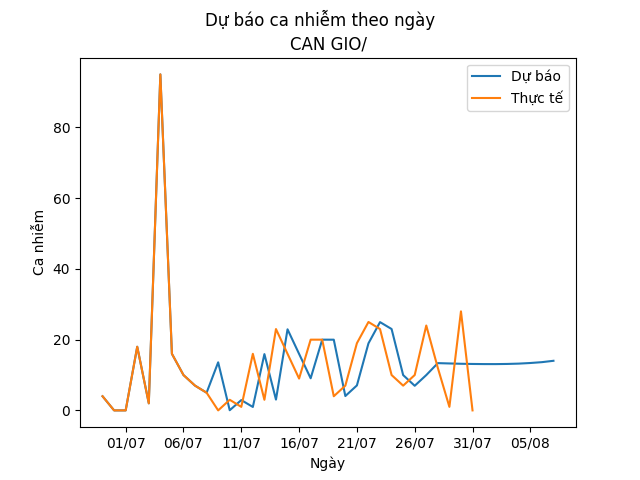 Dự báo ca nhiễm theo ngày
CAN GIO/
Dự báo
Thực tế
Ca nhiễm
80
60
40
20
0
01/07 06/07 11/07 16/07 21/07 26/07 31/07 05/08
Ngày